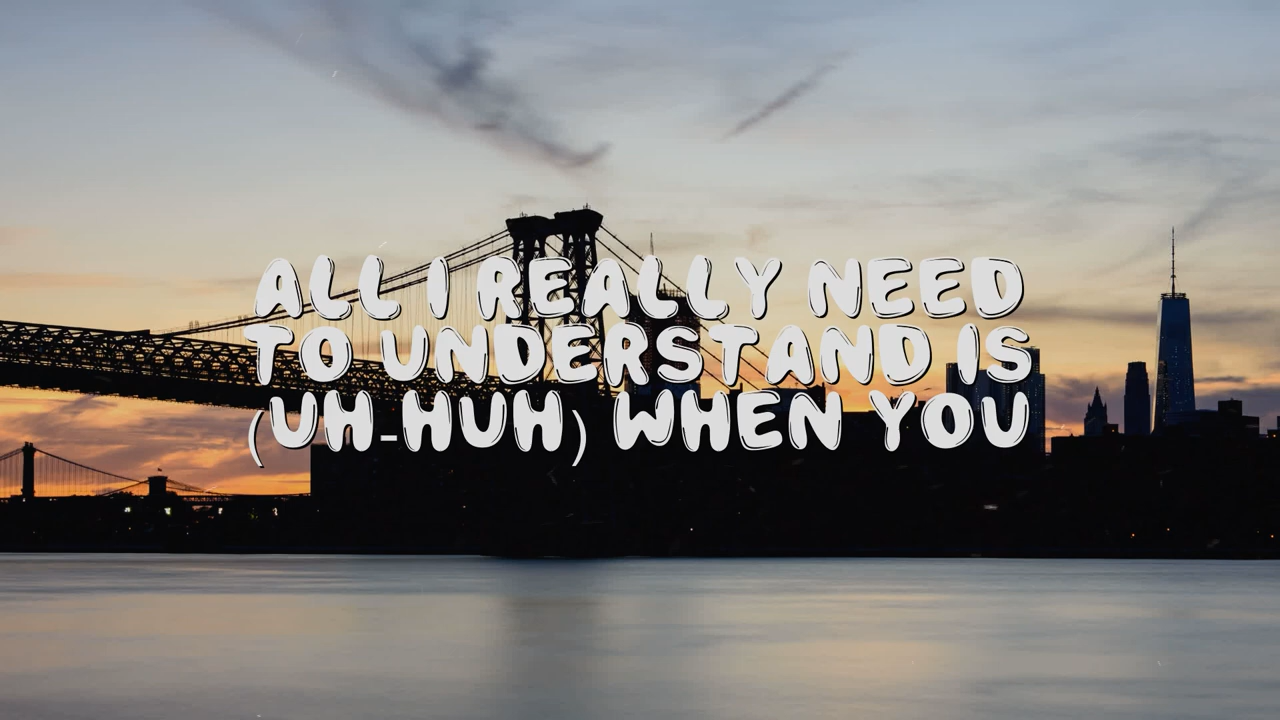 ALL I REALLY NEED
TO UNDERSTAND IS
(UH-HUH) WHEN YOU